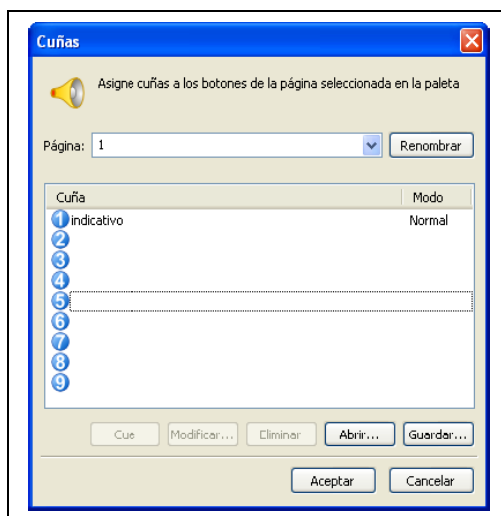 Cuñas
Asigne cuñas a los botones de la página seleccionada en la paleta
Página: 1 Renombrar
Cuña Modo
1 indicativo Normal
2
3
4
5
6
7
8
9
Cue Modificar... Eliminar Abrir... Guardar...
Aceptar Cancelar